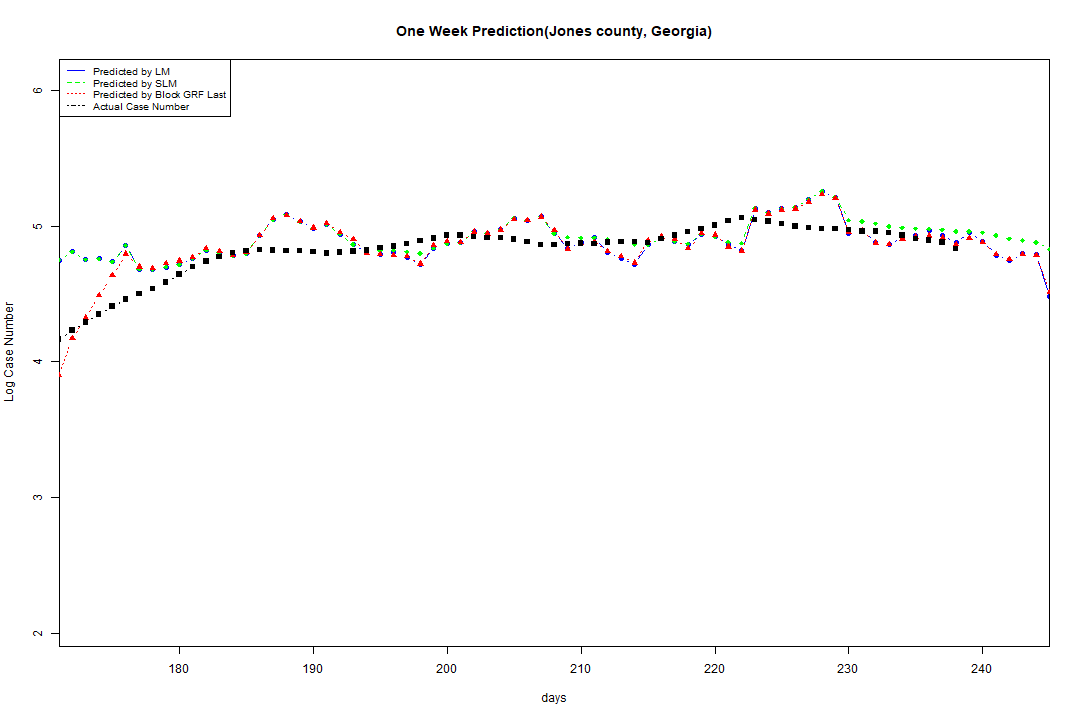 One Week Prediction(Jones county, Georgia)
Predicted by LM
Predicted by SLM
Predicted by Block GRF Last
Actual Case Number
6
5
4
3
2
Log Case Number
180 190 200 210 220 230 240
days